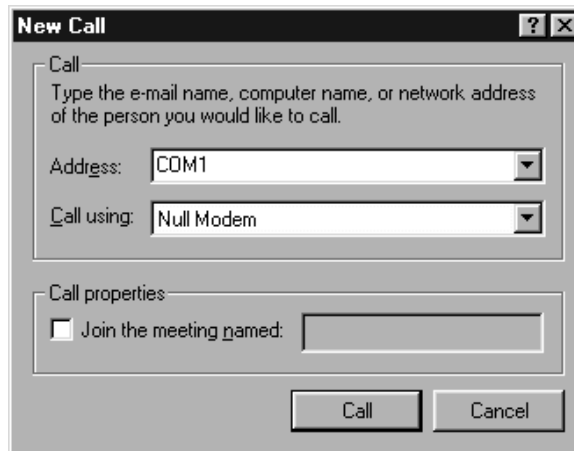 New Call
Call
Type the e-mail name, computer name, or network address
of the person you would like to call.
Address: COM1
Call using: Null Modem
Call properties
Join the meeting named:
Call Cancel